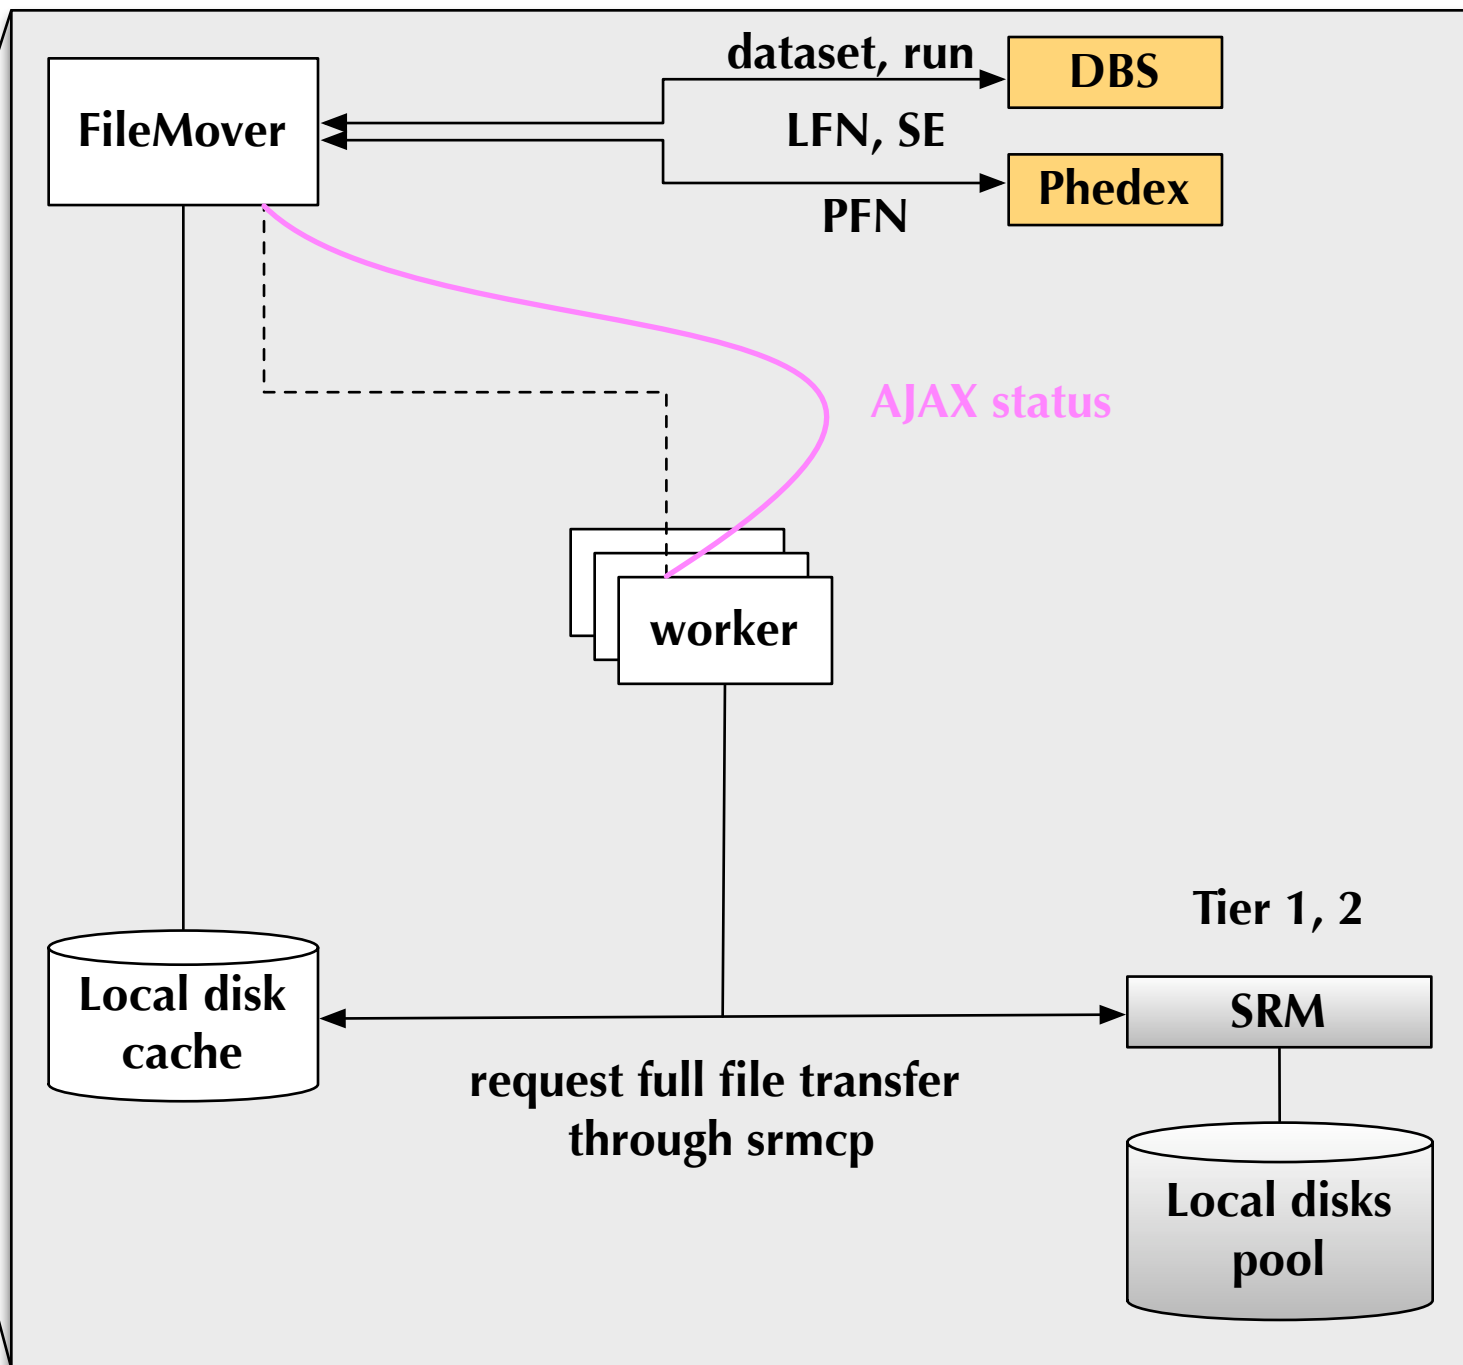 dataset, run
DBS
FileMover
LFN, SE
Phedex
PFN
AJAX status
worker
Tier 1, 2
Local disk
cache
SRM
request full file transfer
through srmcp
Local disks
pool